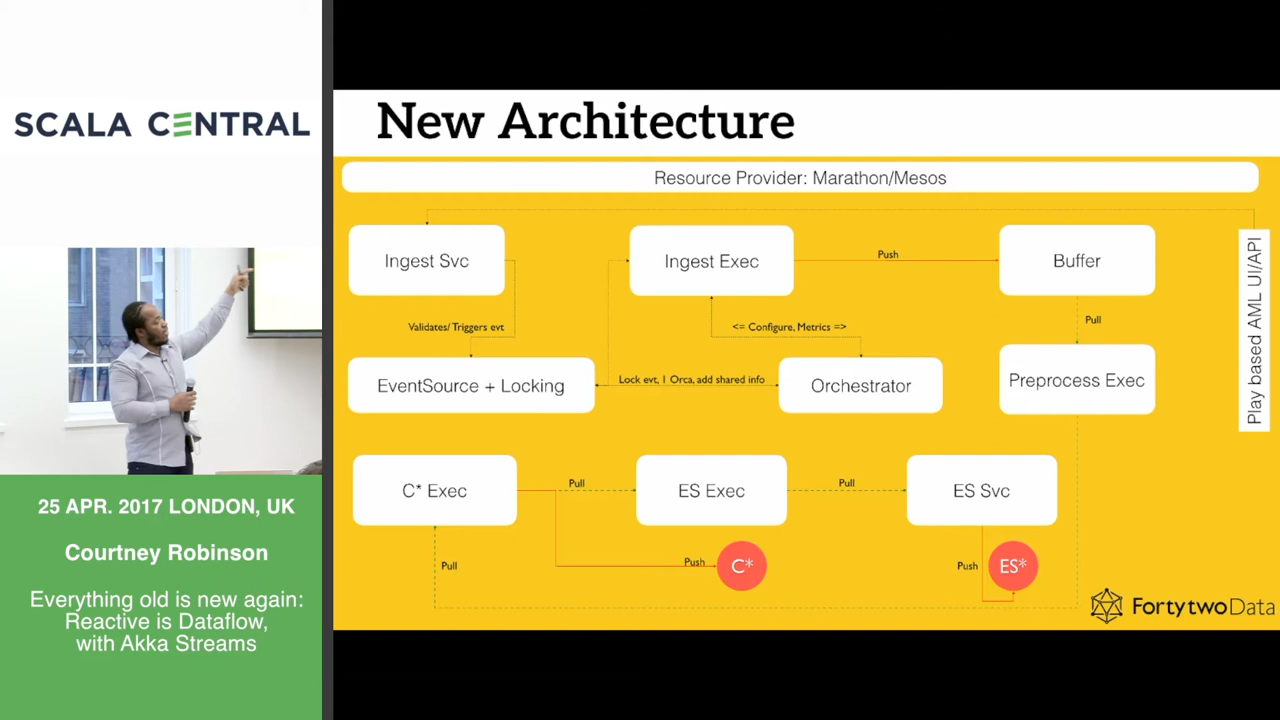 SCALA CENTRAL
25 APR. 2017 LONDON, UK
Courtney Robinson
Everything old is new again:
Reactive is Dataflow,
with Akka Streams
New Architecture
Resource Provider: Marathon/Mesos
Ingest Svc
Ingest Exec
Push
Buffer
Validates/ Triggers evt
<= Configure, Metrics =>
Pull
Play based AML UI/API
EventSource + Locking
Lock evt, 1 Orca, add shared info
Orchestrator
Preprocess Exec
C* Exec
Pull
ES Exec
Pull
ES Svc
Pull
Push
C*
Push
ES*
FortytwoData